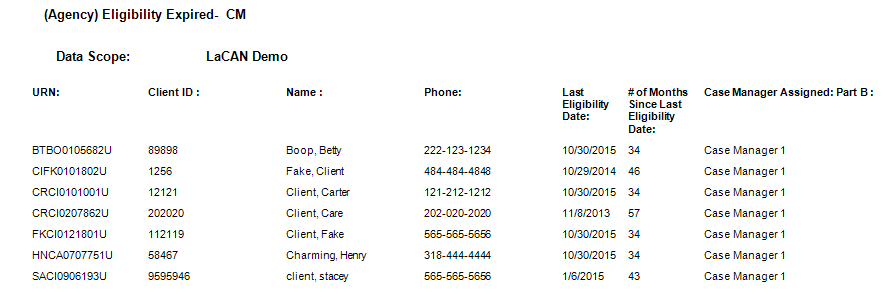 (Agency) Eligibility Expired- CM
Data Scope: LaCAN Demo
URN: Client ID : Name : Phone: Last Eligibility Date: # of Months Since Last Eligibility Date: Case Manager Assigned: Part B :
BTBO0105682U 89898 Boop, Betty 222-123-1234 10/30/2015 34 Case Manager 1
CIFK0101802U 1256 Fake, Client 484-484-4848 10/29/2014 46 Case Manager 1
CRCI0101001U 12121 Client, Carter 121-212-1212 10/30/2015 34 Case Manager 1
CRCI0207862U 202020 Client, Care 202-020-2020 11/8/2013 57 Case Manager 1
FKCI0121801U 112119 Client, Fake 565-565-5656 10/30/2015 34 Case Manager 1
HNCA0707751U 58467 Charming, Henry 318-444-4444 10/30/2015 34 Case Manager 1
SACI0906193U 9595946 client, stacey 565-565-5656 1/6/2015 43 Case Manager 1